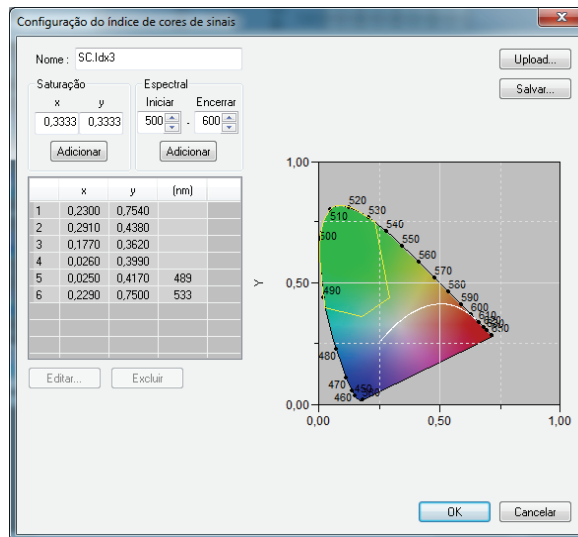 Configuração do índice de cores de sinais
Nome : SC.Idx3
Upload...
Salvar...
Saturação
x y
0,3333 0,3333
Adicionar
Espectral
Iniciar Encerrar
500 - 600
Adicionar
x y (nm)
1 0,2300 0,7540
2 0,2910 0,4380
3 0,1770 0,3620
4 0,0260 0,3990
5 0,0250 0,4170 489
6 0,2290 0,7500 533
Editar... Excluir
1,00
520
510
530
540
500
550
560
570
Y
0,50
490
580
590
600
610
480
470
450
460
0,00
0,00 0,50 1,00
OK Cancelar